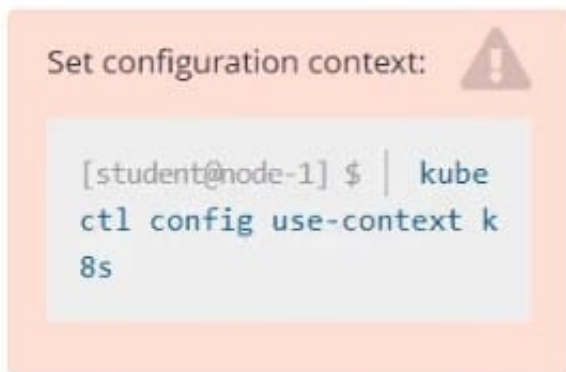 Set configuration context:
[student@node-1] $ | kube
ctl config use-context k
8s